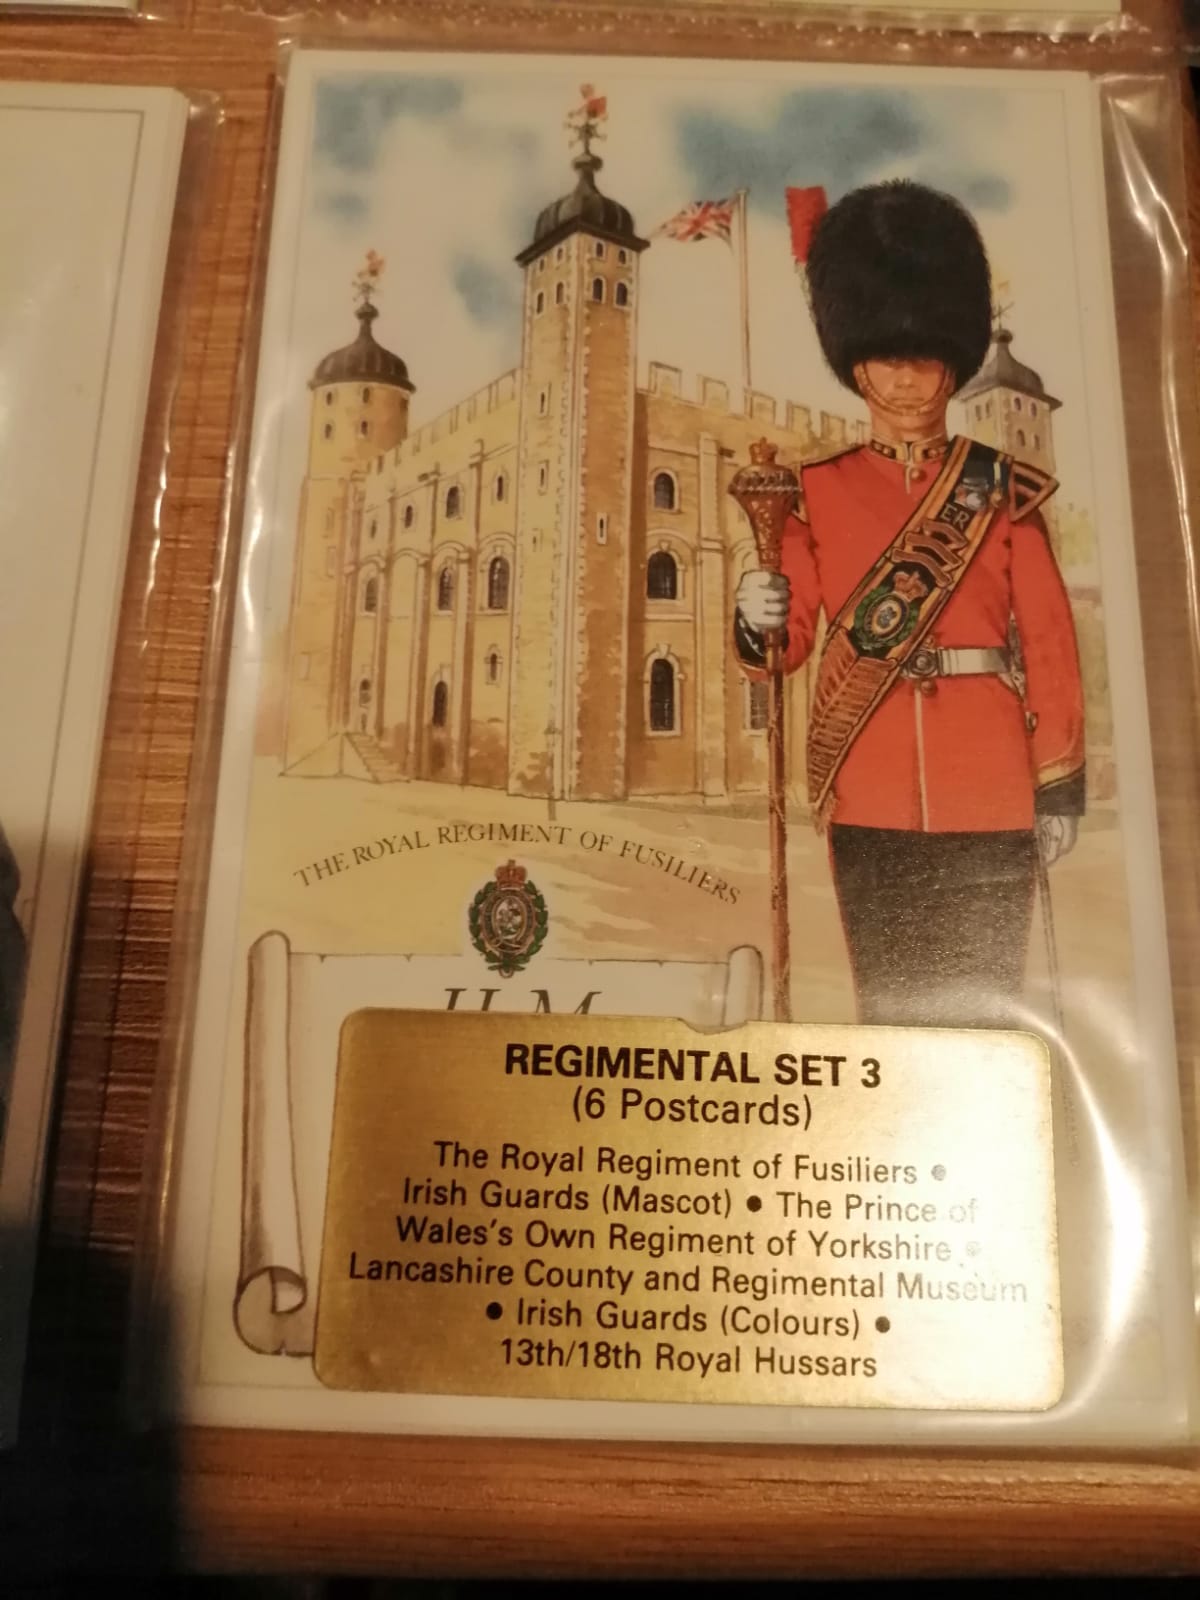 ER
THE ROYAL REGIMENT OF FUSILIERS
REGIMENTAL SET 3
(6 Postcards)
The Royal Regiment of Fusiliers •
Irish Guards (Mascot) • The Prince of
Wales's Own Regiment of Yorkshire •
Lancashire County and Regimental Museum
• Irish Guards (Colours) •
13th/18th Royal Hussars